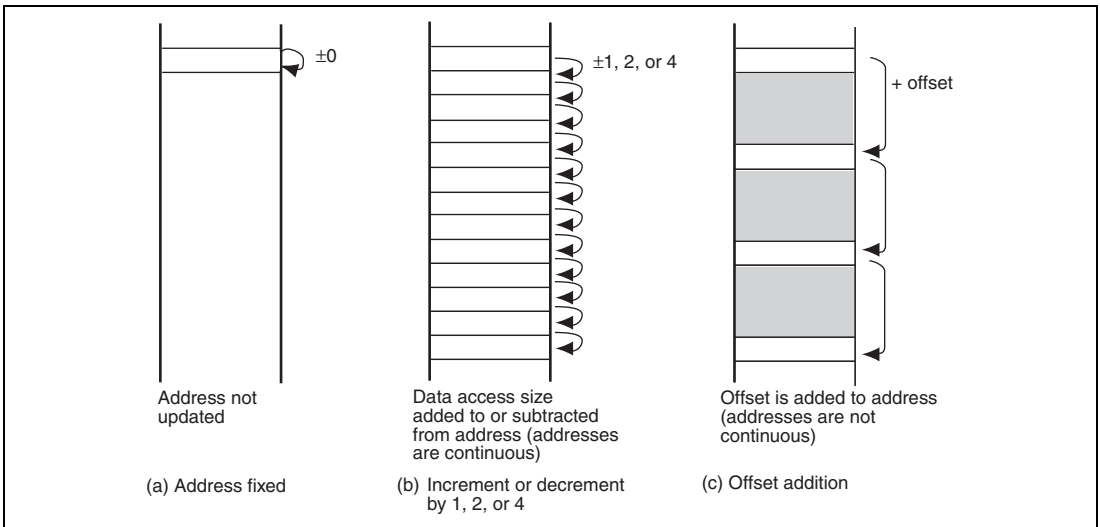 ±0
±1, 2, or 4
+ offset
Address not
updated
Data access size
added to or subtracted
from address (addresses
are continuous)
Offset is added to address
(addresses are not
continuous)
(a) Address fixed
(b) Increment or decrement
by 1, 2, or 4
(c) Offset addition